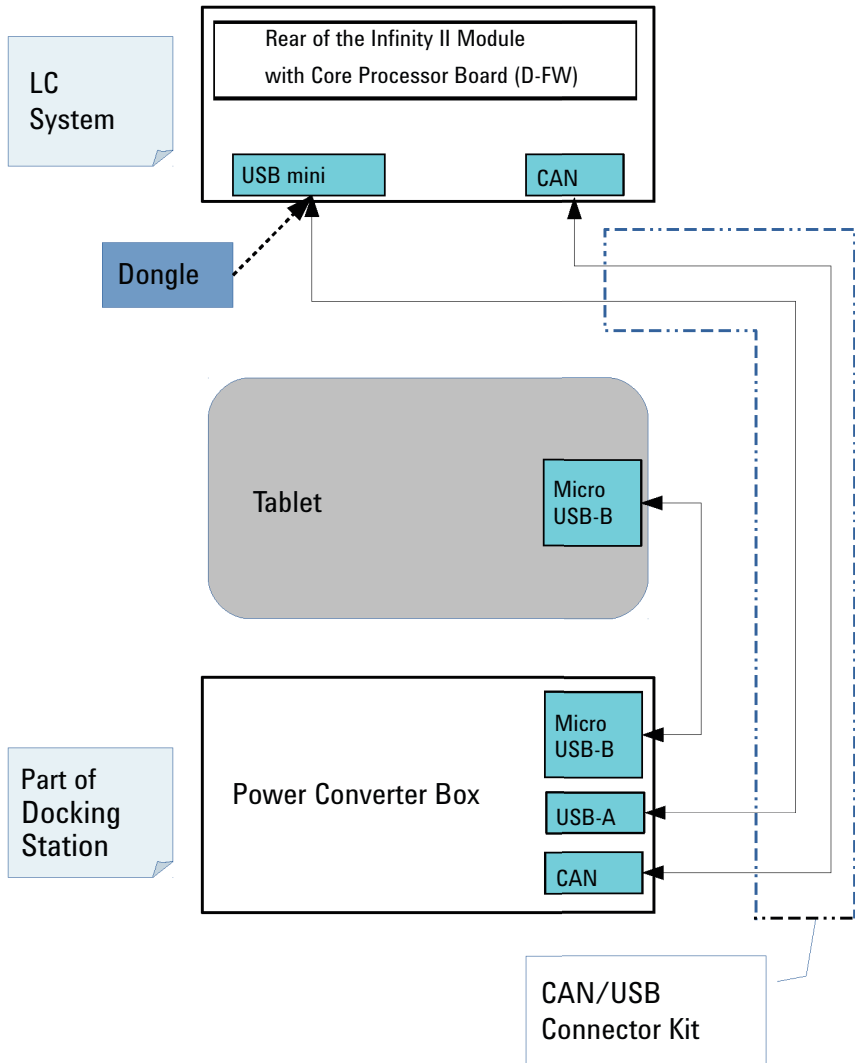 Rear of the Infinity II Module
with Core Processor Board (D-FW)
LC
System
USB mini
CAN
Dongle
Tablet
Micro
USB-B
Micro
USB-B
Part of
Docking
Station
Power Converter Box
USB-A
CAN
CAN/USB
Connector Kit